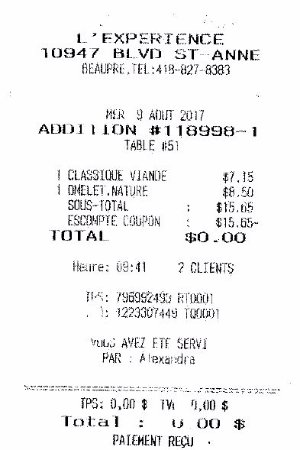 L'EXPERIENCE
10947 BLVD ST-ANNE
BEAUPRE,TEL:418-827-8383
MER 9 AOUT 2017
ADDITION #118998-1
TABLE #51
1 CLASSIQUE VIANDE $7.15
1 OMELET.NATURE $8.50
SOUS-TOTAL : $15.65
ESCOMPTE COUPON : $15.65-
TOTAL $0.00
Heure: 09:41 2 CLIENTS
TPS: 796992493 RT0001
1223307449 TQ0001
VOUS AVEZ ETE SERVI
PAR : Alexandra
TPS: 0,00 $ TV 0,00 $
Total : 0 00 $
PAIEMENT REÇU